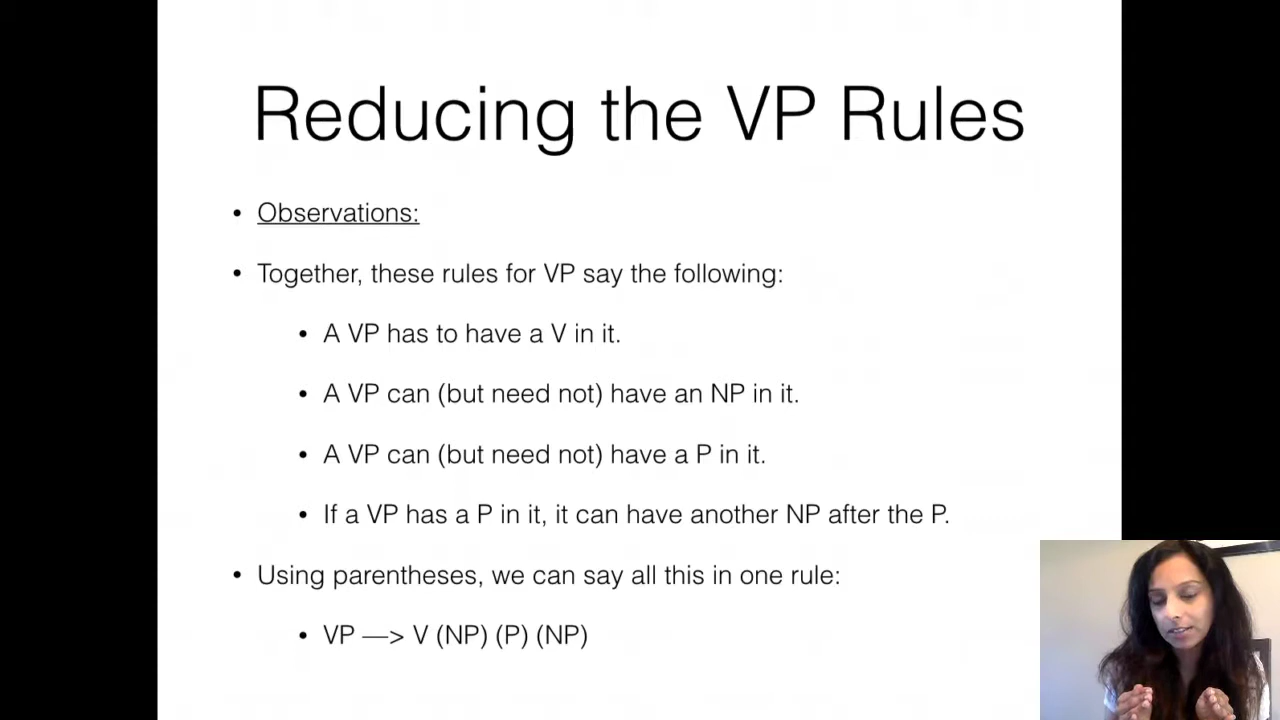 Reducing the VP Rules
• Observations:
• Together, these rules for VP say the following:
• A VP has to have a V in it.
• A VP can (but need not) have an NP in it.
• A VP can (but need not) have a P in it.
• If a VP has a P in it, it can have another NP after the P.
• Using parentheses, we can say all this in one rule:
• VP —> V (NP) (P) (NP)